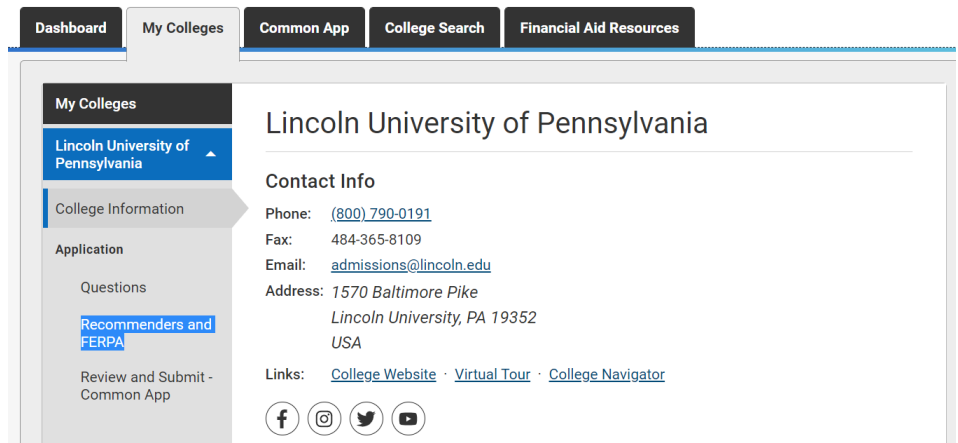 Dashboard My Colleges Common App College Search Financial Aid Resources
My Colleges
Lincoln University of
Pennsylvania
College Information
Application
Questions
Recommenders and
FERPA
Review and Submit -
Common App
Lincoln University of Pennsylvania
Contact Info
Phone: (800) 790-0191
Fax: 484-365-8109
Email: admissions@lincoln.edu
Address: 1570 Baltimore Pike
Lincoln University, PA 19352
USA
Links: College Website · Virtual Tour · College Navigator